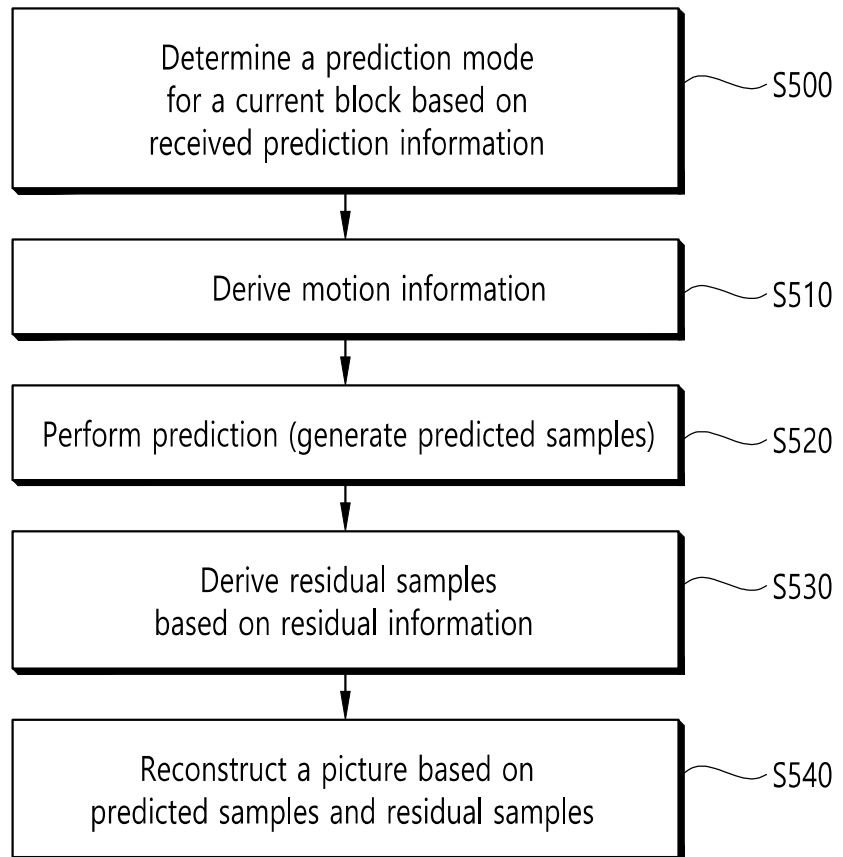 Determine a prediction mode
for a current block based on
received prediction information
S500
Derive motion information
S510
Perform prediction (generate predicted samples)
S520
Derive residual samples
based on residual information
S530
Reconstruct a picture based on
predicted samples and residual samples
S540